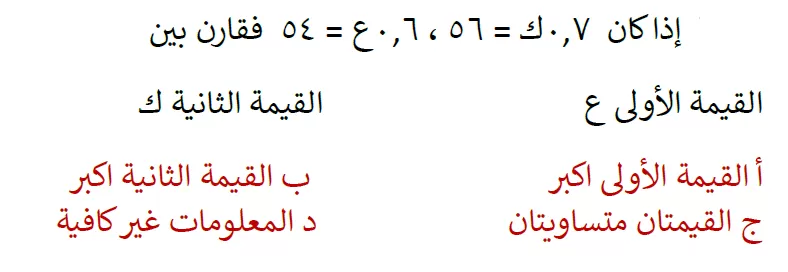 إذا كان ٠,٧ك = ٥٦ ، ٠,٦ع = ٥٤ فقارن بين
القيمة الأولى ع القيمة الثانية ك
أ القيمة الأولى اكبر ب القيمة الثانية اكبر
ج القيمتان متساويتان د المعلومات غير كافية